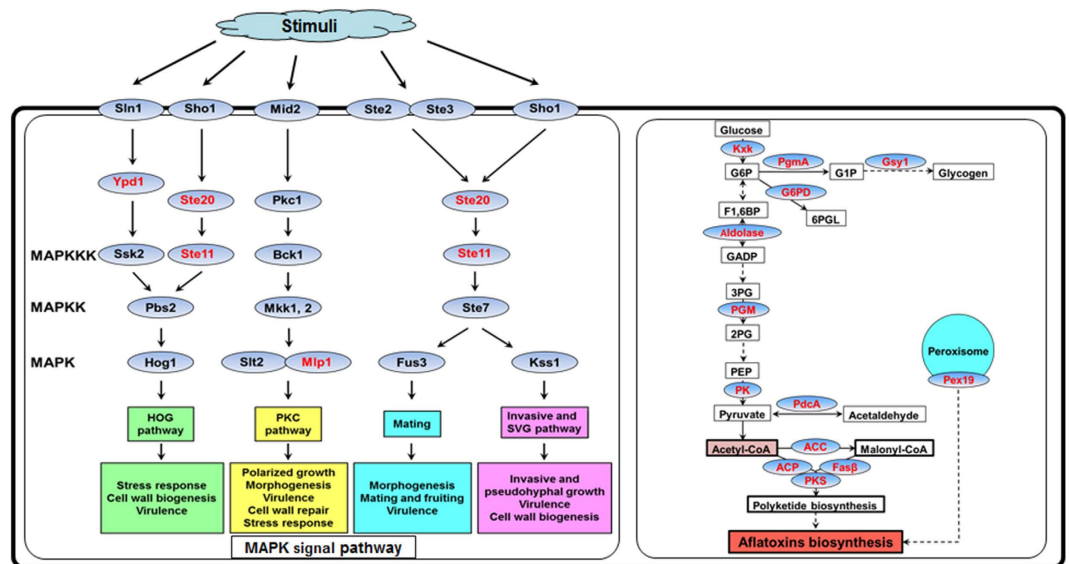 Stimuli
Sln1 Sho1 Mid2 Ste2 Ste3 Sho1
Ypd1
Ste20 Pkc1 Ste20
MAPKKK Ssk2 Ste11 Bck1 Ste11
MAPKK Pbs2 Mkk1, 2 Ste7
MAPK Hog1 Slt2 Mlp1 Fus3 Kss1
HOG
pathway
PKC
pathway
Mating
Invasive and
SVG pathway
Stress response
Cell wall biogenesis
Virulence
Polarized growth
Morphogenesis
Virulence
Cell wall repair
Stress response
Morphogenesis
Mating and fruiting
Virulence
Invasive and
pseudohyphal growth
Virulence
Cell wall biogenesis
MAPK signal pathway
Glucose
Kxk PgmA Gsy1
G6P G1P Glycogen
G6PD
F1,6BP 6PGL
Aldolase
GADP
3PG
PGM
2PG
Peroxisome
PEP Pex19
PK
PdcA
Pyruvate Acetaldehyde
Acetyl-CoA ACC Malonyl-CoA
ACP Fasβ
PKS
Polyketide biosynthesis
Aflatoxins biosynthesis